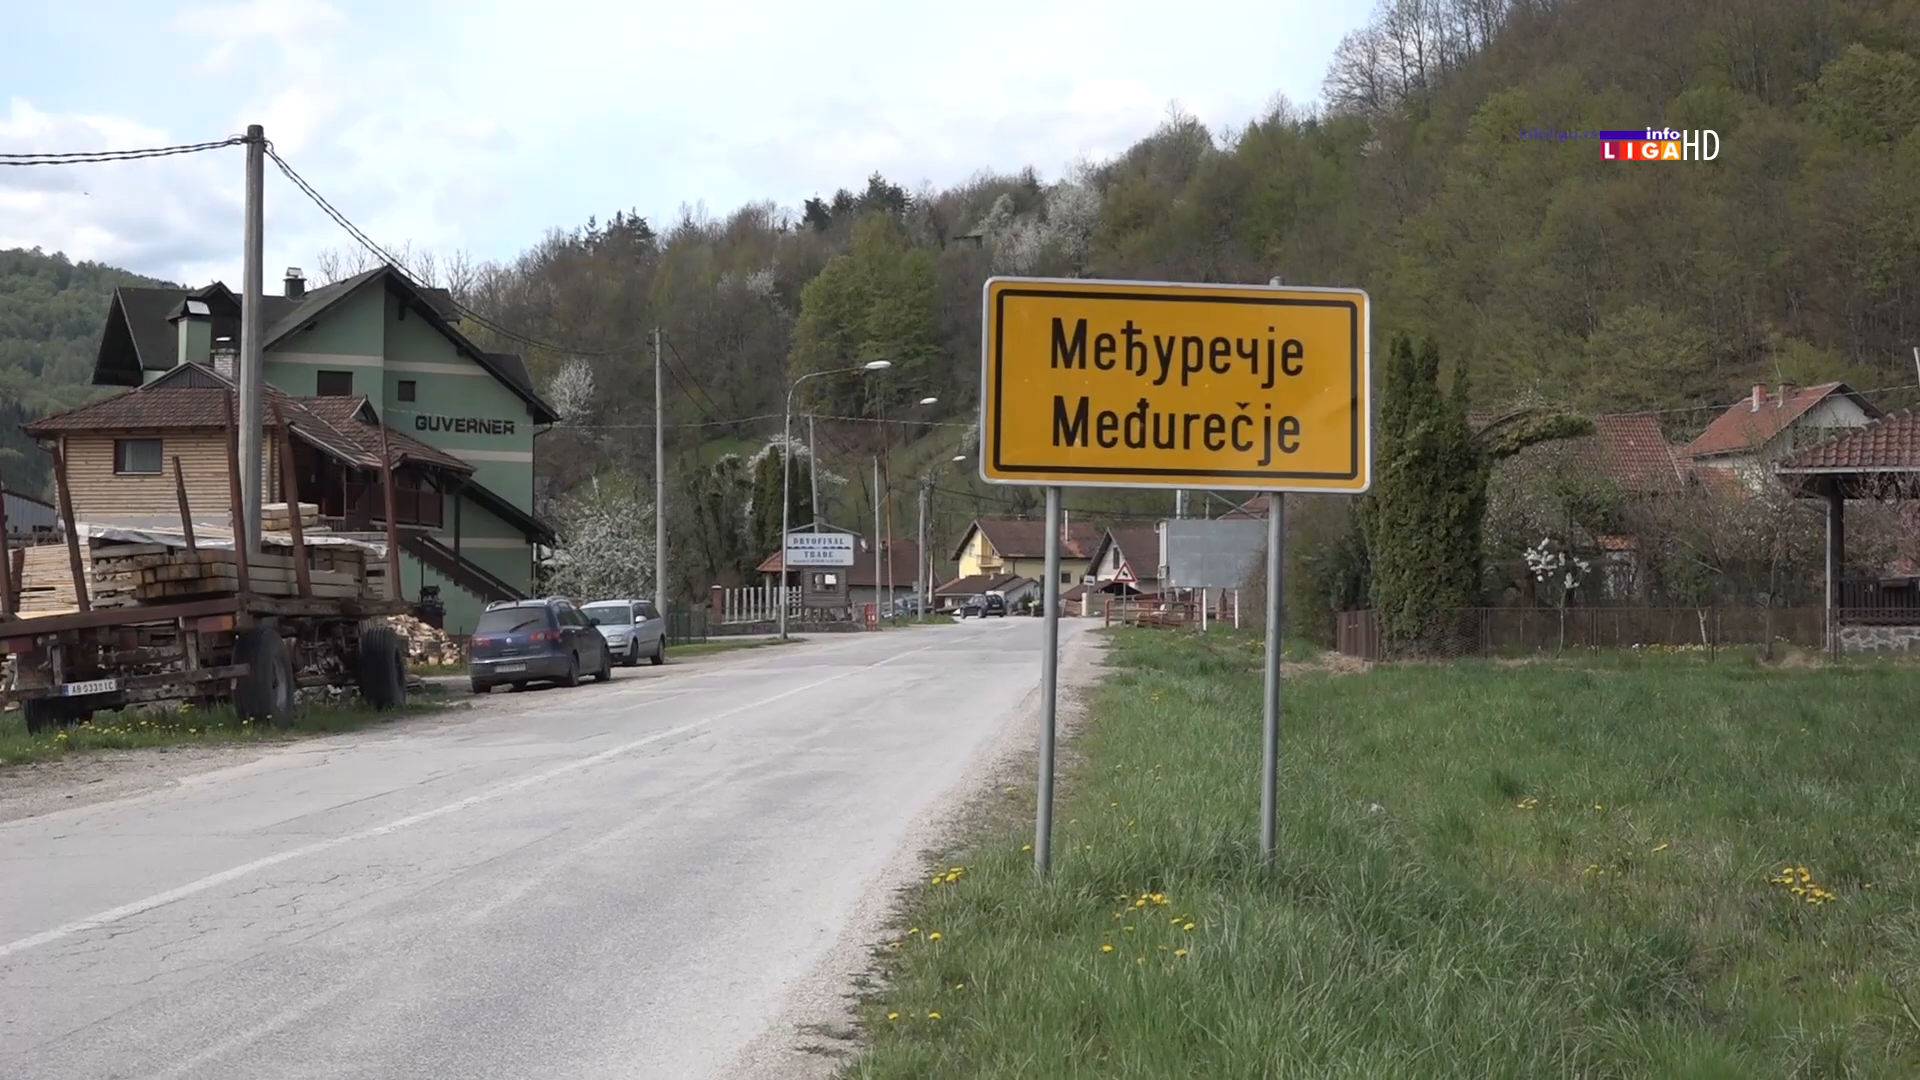 info
LIGA HD
Међуречје
Međurečje
GUVERNER
DRVOFINAL
TRADE